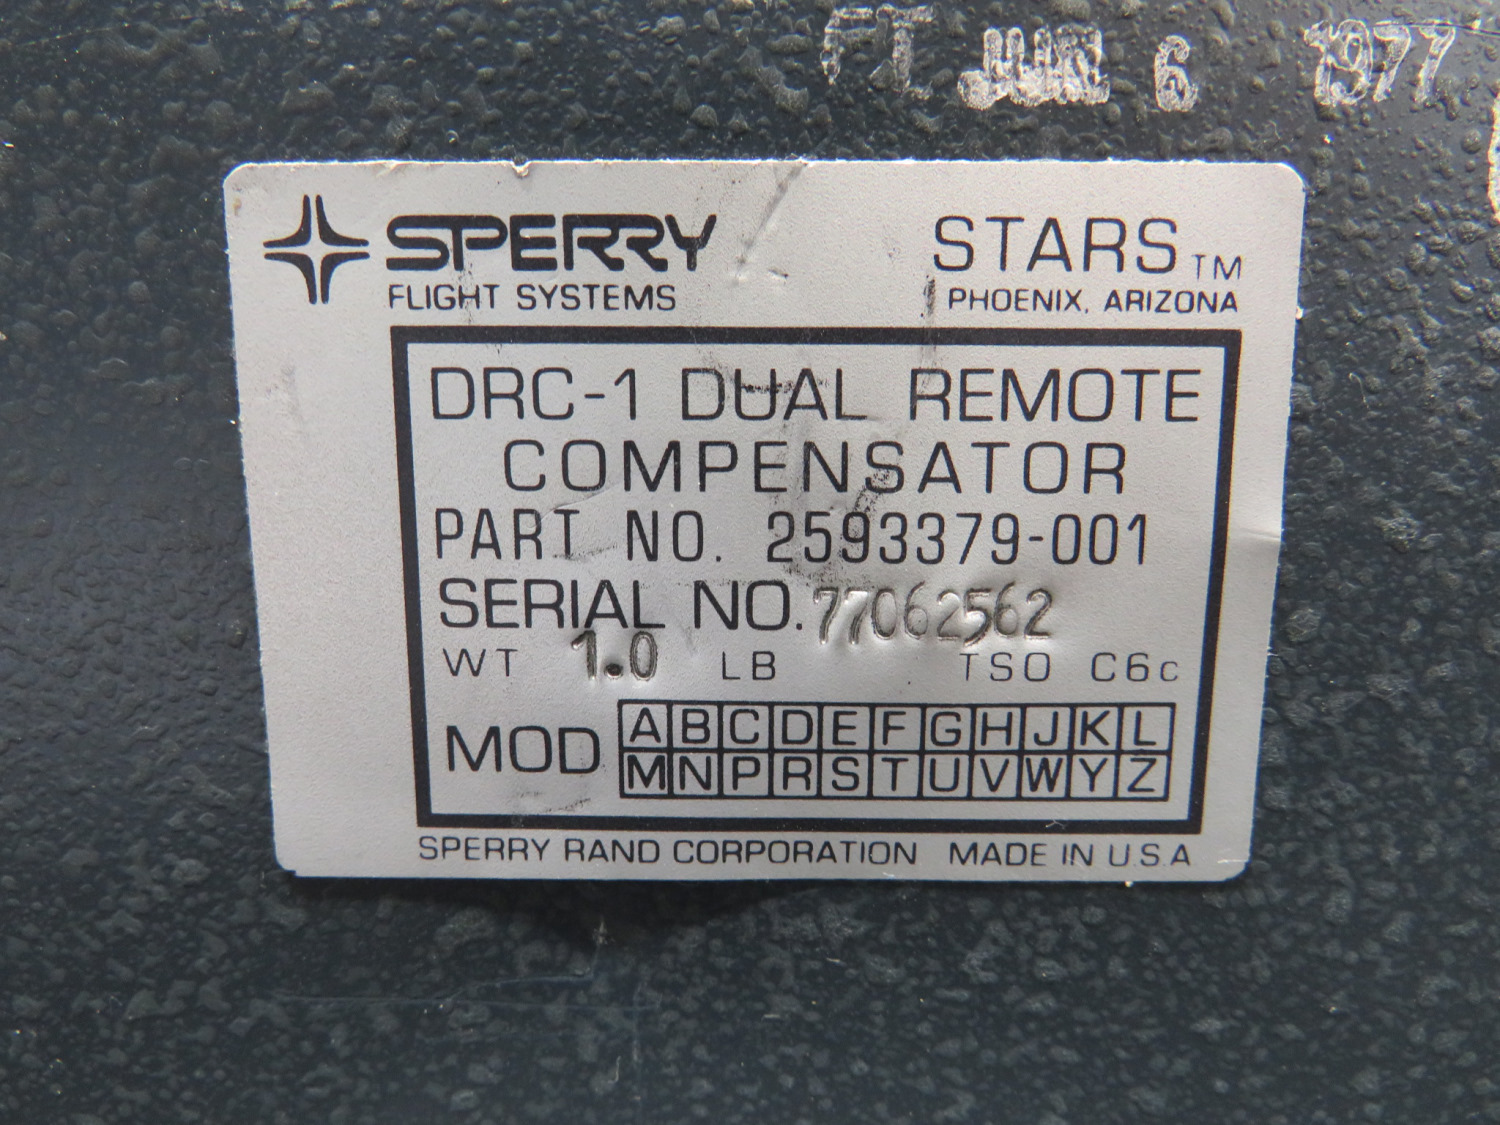 FT JUN 6 1977
SPERRY STARS TM
FLIGHT SYSTEMS PHOENIX, ARIZONA
DRC-1 DUAL REMOTE
COMPENSATOR
PART NO. 2593379-001
SERIAL NO. 77062562
WT 1.0 LB TSO C6c
MOD A B C D E F G H J K L
M N P R S T U V W Y Z
SPERRY RAND CORPORATION MADE IN U.S.A